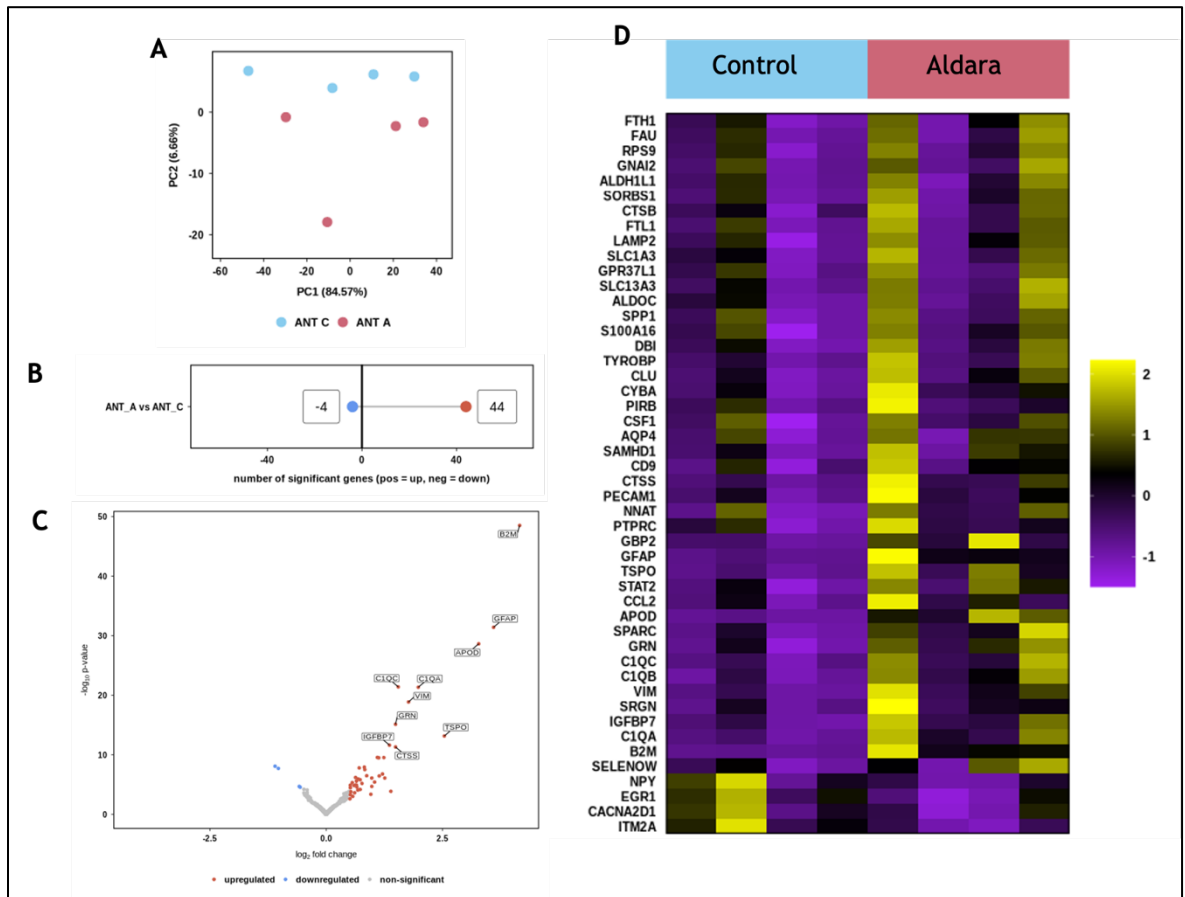 A
0
-10
-20
PC2 (6.66%)
-60
-40
-20
0
20
40
PC1 (84.57%)
ANT C
ANT A
B
ANT_A vs ANT_C
-4
44
-40
0
40
number of significant genes (pos = up, neg = down)
C
50
40
30
20
10
0
-log10 p-value
B2M
GFAP
APOD
C1QC
C1QA
VIM
GRN
TSPO
IGFBP7
CTSS
-2.5
0.0
2.5
log2 fold change
upregulated
downregulated
non-significant
D
Control
Aldara
FTH1
FAU
RPS9
GNAI2
ALDH1L1
SORBS1
CTSB
FTL1
LAMP2
SLC1A3
GPR37L1
SLC13A3
ALDOC
SPP1
S100A16
DBI
TYROBP
CLU
CYBA
PIRB
CSF1
AQP4
SAMHD1
CD9
CTSS
PECAM1
NNAT
PTPRC
GBP2
GFAP
TSPO
STAT2
CCL2
APOD
SPARC
GRN
C1QC
C1QB
VIM
SRGN
IGFBP7
C1QA
B2M
SELENOW
NPY
EGR1
CACNA2D1
ITM2A
2
1
0
-1